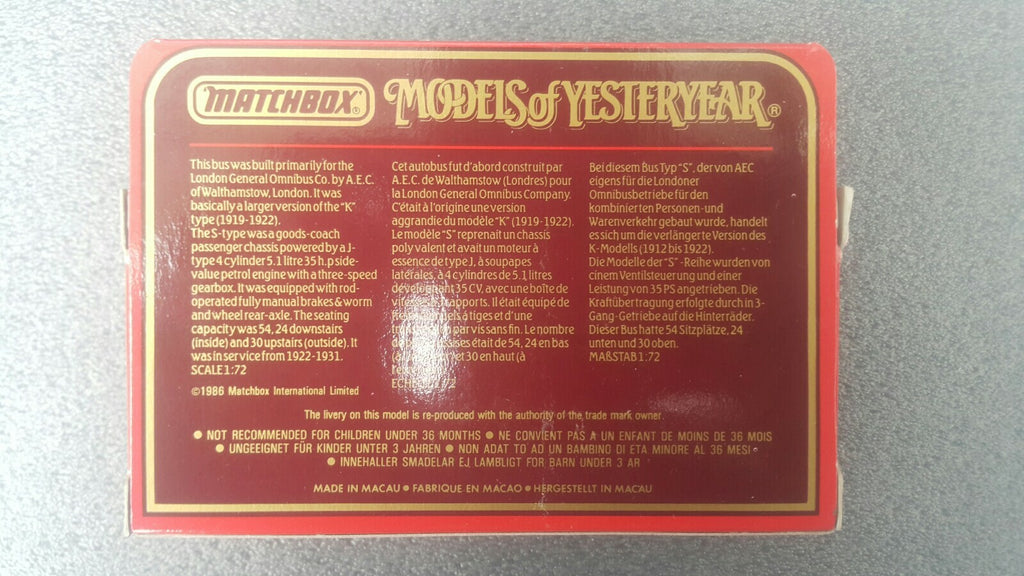 MATCHBOX®
MODELS of YESTERYEAR®
This bus was built primarily for the
London General Omnibus Co. by A.E.C.
of Walthamstow, London. It was
basically a larger version of the "K"
type (1919-1922).
The S-type was a goods-coach
passenger chassis powered by a J-
type 4 cylinder 5.1 litre 35 h.p side-
value petrol engine with a three-speed
gearbox. It was equipped with rod-
operated fully manual brakes & worm
and wheel rear-axle. The seating
capacity was 54, 24 downstairs
(inside) and 30 upstairs (outside). It
was in service from 1922-1931.
SCALE 1:72
©1986 Matchbox International Limited
Cet autobus fut d'abord construit par
A.E.C. de Walthamstow (Londres) pour
la London General Omnibus Company.
C'était à l'origine une version
aggrandie du modèle "K" (1919-1922).
Le modèle "S" reprenait un chassis
poly valent et avait un moteur à
essence de type J, à soupapes
latérales, à 4 cylindres de 5.1 litres
développant 35 CV, avec une boîte de
rapports. Il était équipé de
à tiges et d'une
par vis sans fin. Le nombre
était de 54, 24 en bas
et 30 en haut (à
Bei diesem Bus Typ "S", der von AEC
eigens für die Londoner
Omnibusbetriebe für den
kombinierten Personen-und
Warenverkehr gebaut wurde, handelt
es sich um die verlängerte Version des
K-Modells (1912 bis 1922).
Die Modelle der "S"-Reihe wurden von
einem Ventilsteuerung und einer
Leistung von 35 PS angetrieben. Die
Kraftübertragung erfolgte durch in 3-
Gang-Getriebe auf die Hinterräder.
Dieser Bus hatte 54 Sitzplätze, 24
unten und 30 oben.
MAßSTAB 1:72
The livery on this model is re-produced with the authority of the trade mark owner.
● NOT RECOMMENDED FOR CHILDREN UNDER 36 MONTHS ● NE CONVIENT PAS A UN ENFANT DE MOINS DE 36 MOIS
● UNGEEIGNET FÜR KINDER UNTER 3 JAHREN ● NON ADAT TO AD UN BAMBINO DI ETA MINORE AL 36 MESI
● INNEHALLER SMADELAR EJ LAMBLIGT FOR BARN UNDER 3 AR
MADE IN MACAU ● FABRIQUE EN MACAO ● HERGESTELLT IN MACAU